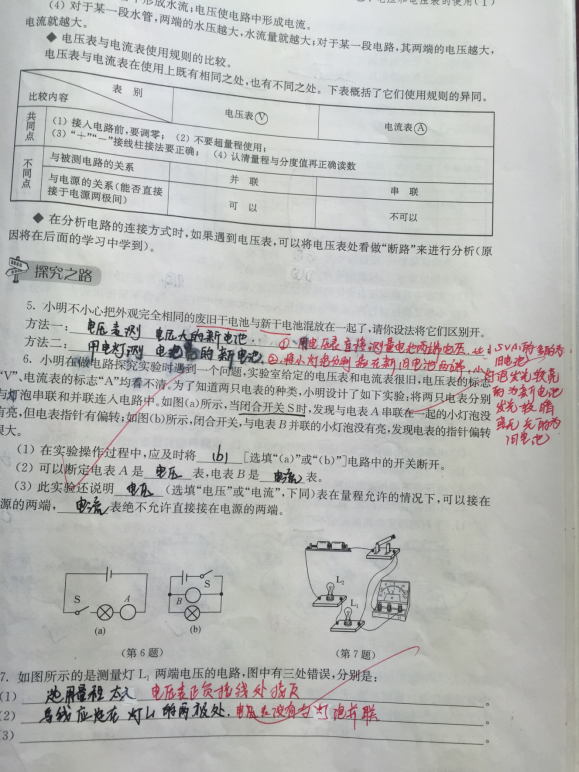 (4) 对于某一段水管,两端的水压越大,水流量就越大;对于某一段电路,其两端的电压越大,
电流就越大。
◆ 电压表与电流表使用规则的比较。
电压表与电流表在使用上既有相同之处,也有不同之处。下表概括了它们使用规则的异同。
表 别
比较内容
电压表Ⓥ
电流表Ⓐ
共同点
(1) 接入电路前,要调零; (2) 不要超量程使用;
(3) “+”“−”接线柱接法要正确; (4) 认清量程与分度值再正确读数
不同点
与被测电路的关系
并 联
串 联
与电源的关系(能否直接接于电源两极间)
可 以
不可以
◆ 在分析电路的连接方式时,如果遇到电压表,可以将电压表处看做“断路”来进行分析(原
因将在后面的学习中学到)。
探究之路
5. 小明不小心把外观完全相同的废旧干电池与新干电池混放在一起了,请你设法将它们区别开。
方法一: 电压表测 电压大的新电池
方法二: 用电灯测 的新电池
6. 小明在做电路探究实验时遇到一个问题,实验室给定的电压表和电流表很旧,电压表的标志
“V”、电流表的标志“A”均看不清,为了知道两只电表的种类,小明设计了如下实验;将两只电表分别
与灯泡串联和并联连入电路中。如图(a)所示,当闭合开关S时,发现与电表A串联在一起的小灯泡没
有亮,但电表指针有偏转;如图(b)所示,闭合开关,与电表B并联的小灯泡没有亮,发现电表的指针偏转
很大。
(1) 在实验操作过程中,应及时将 (b) [选填“(a)”或“(b)”]电路中的开关断开。
(2) 可以断定电表A是 电压 表,电表B是 电流 表。
(3) 此实验还说明 电压 (选填“电压”或“电流”,下同)表在量程允许的情况下,可以接在
源的两端, 电流 表绝不允许直接接在电源的两端。
S
A
(a)
S
B
(b)
(第6题)
L₂
L₁
(第7题)
7. 如图所示的是测量灯L₁两端电压的电路,图中有三处错误,分别是:
(1) 选用量程太大 电压表正负接线处接反 。
(2) 导线应接在灯L1的两极处. 电压表没有与灯泡并联 。
(3) 。